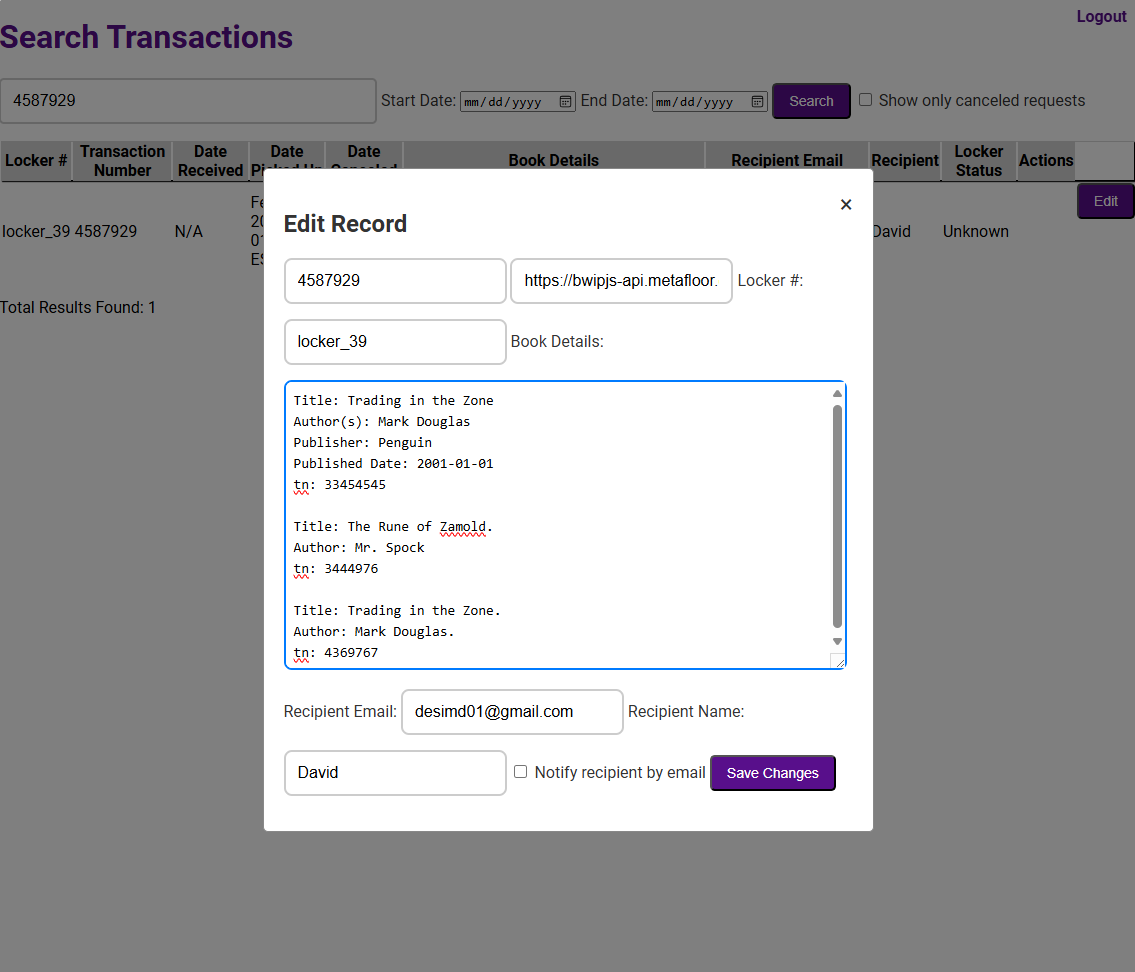 Logout
Search Transactions
4587929 Start Date: mm/dd/yyyy End Date: mm/dd/yyyy Search Show only canceled requests
Locker # Transaction Number Date Received Date Picked Up Date Canceled Book Details Recipient Email Recipient Locker Status Actions
locker_39 4587929 N/A David Unknown Edit
Total Results Found: 1
×
Edit Record
4587929 https://bwipjs-api.metafloor. Locker #:
locker_39 Book Details:
Title: Trading in the Zone
Author(s): Mark Douglas
Publisher: Penguin
Published Date: 2001-01-01
tn: 33454545
Title: The Rune of Zamold.
Author: Mr. Spock
tn: 3444976
Title: Trading in the Zone.
Author: Mark Douglas.
tn: 4369767
Recipient Email: desimd01@gmail.com Recipient Name:
David Notify recipient by email Save Changes